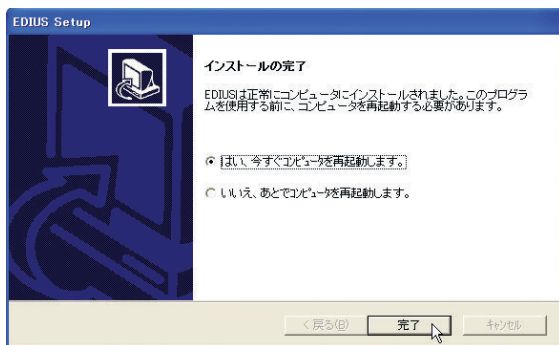 EDIUS Setup
インストールの完了
EDIUSは正常にコンピュータにインストールされました。このプログラ
ムを使用する前に、コンピュータを再起動する必要があります。
はい、今すぐコンピュータを再起動します。
いいえ、あとでコンピュータを再起動します。
< 戻る(B)
完了
キャンセル